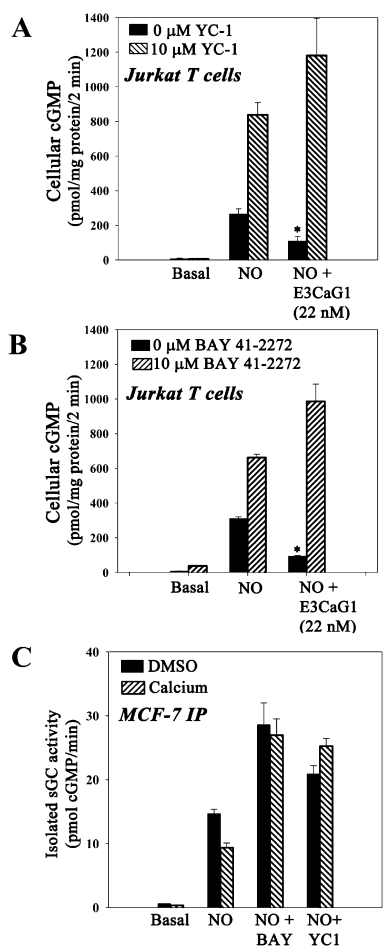 A
1400
1200
1000
800
600
400
200
0
Cellular cGMP
(pmol/mg protein/2 min)
0 µM YC-1
10 µM YC-1
Jurkat T cells
*
Basal
NO
NO +
E3CaG1
(22 nM)
B
1400
1200
1000
800
600
400
200
0
Cellular cGMP
(pmol/mg protein/2 min)
0 µM BAY 41-2272
10 µM BAY 41-2272
Jurkat T cells
*
Basal
NO
NO +
E3CaG1
(22 nM)
C
40
30
20
10
0
Isolated sGC activity
(pmol cGMP/min)
DMSO
Calcium
MCF-7 IP
Basal
NO
NO +
BAY
NO+
YC1